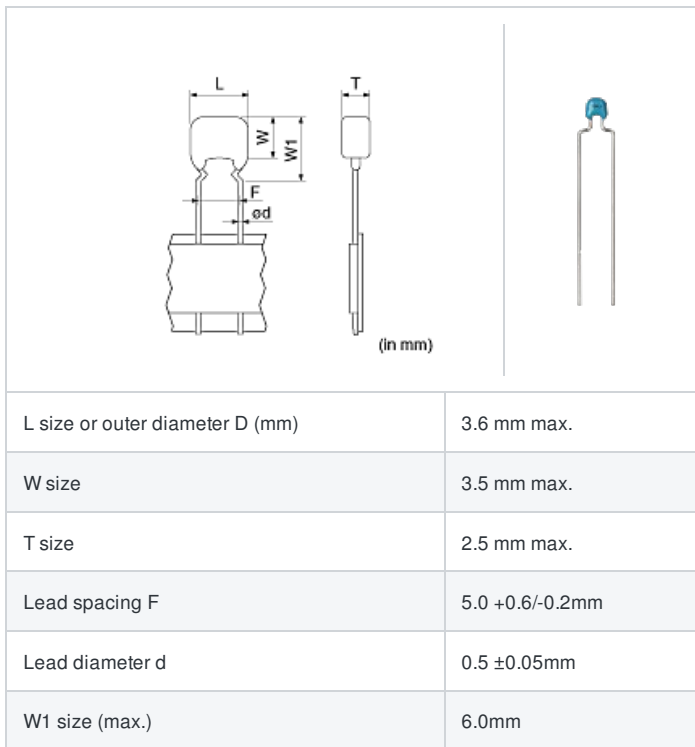 L
T
W
W1
F
ød
(in mm)
L size or outer diameter D (mm) 3.6 mm max.
W size 3.5 mm max.
T size 2.5 mm max.
Lead spacing F 5.0 +0.6/-0.2mm
Lead diameter d 0.5 ±0.05mm
W1 size (max.) 6.0mm